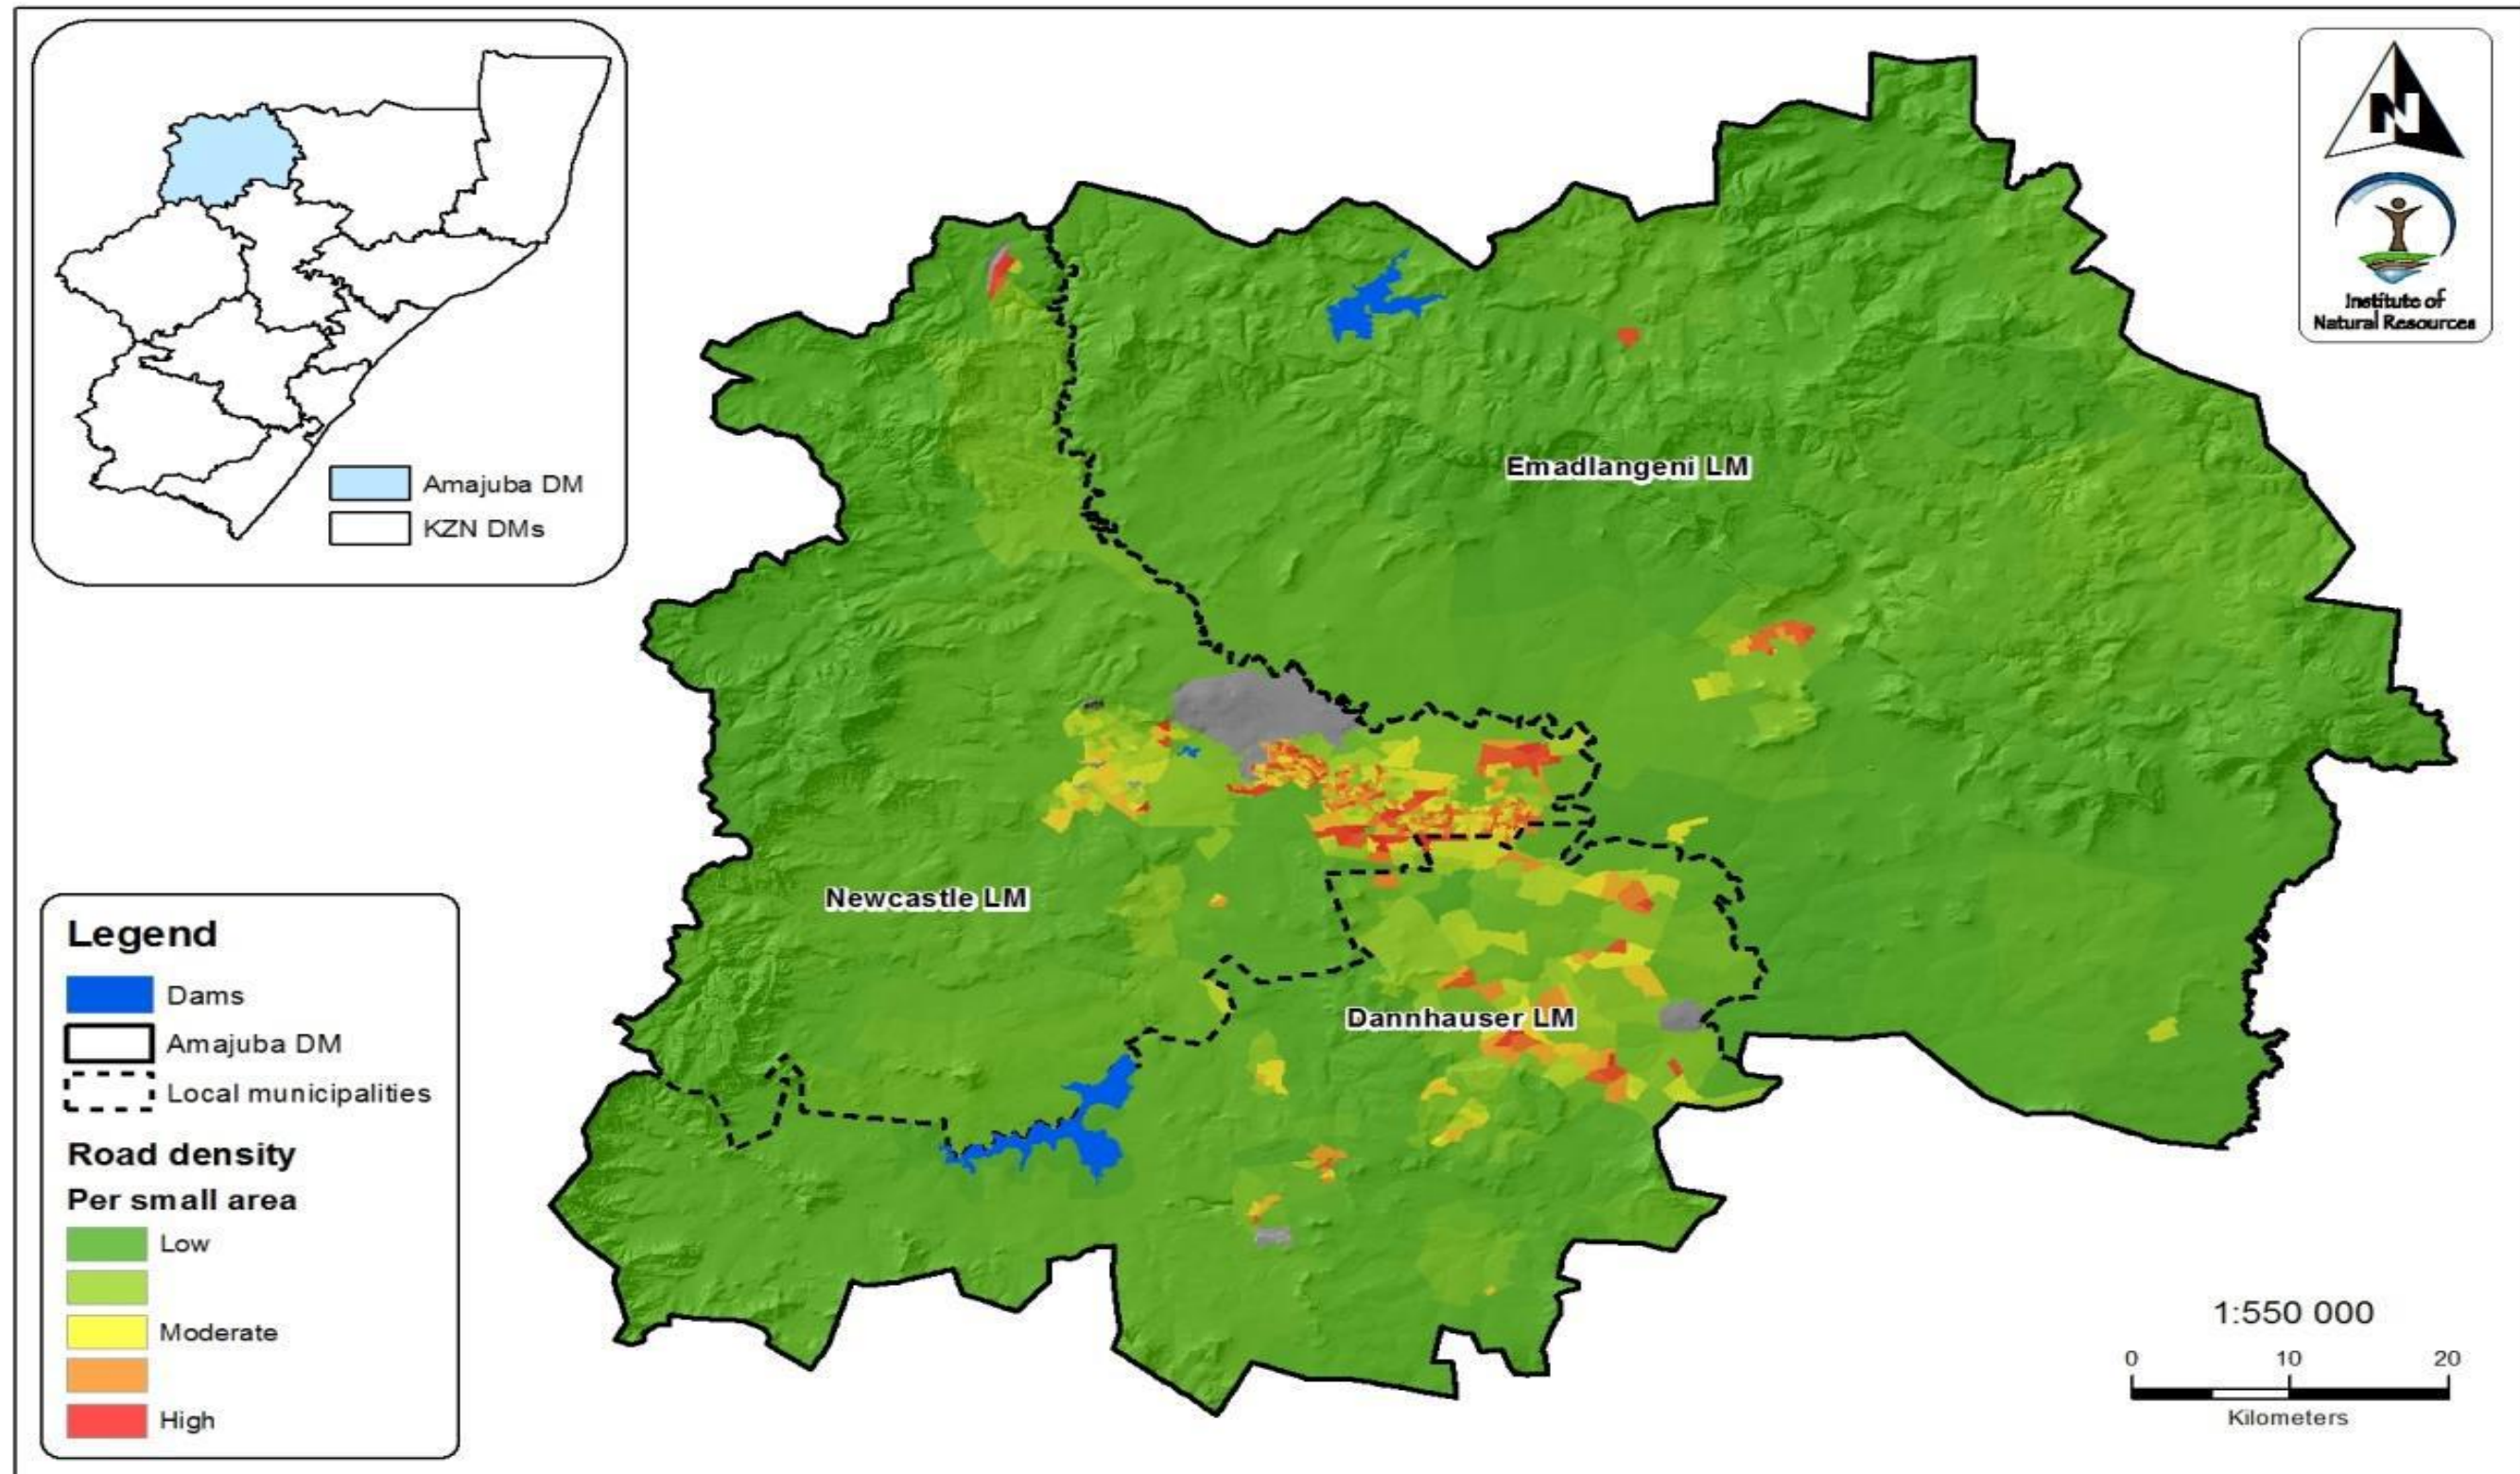 Amajuba DM
KZN DMs
N
Institute of
Natural Resources
Emadlangeni LM
Newcastle LM
Dannhauser LM
Legend
Dams
Amajuba DM
Local municipalities
Road density
Per small area
Low
Moderate
High
1:550 000
0 10 20
Kilometers